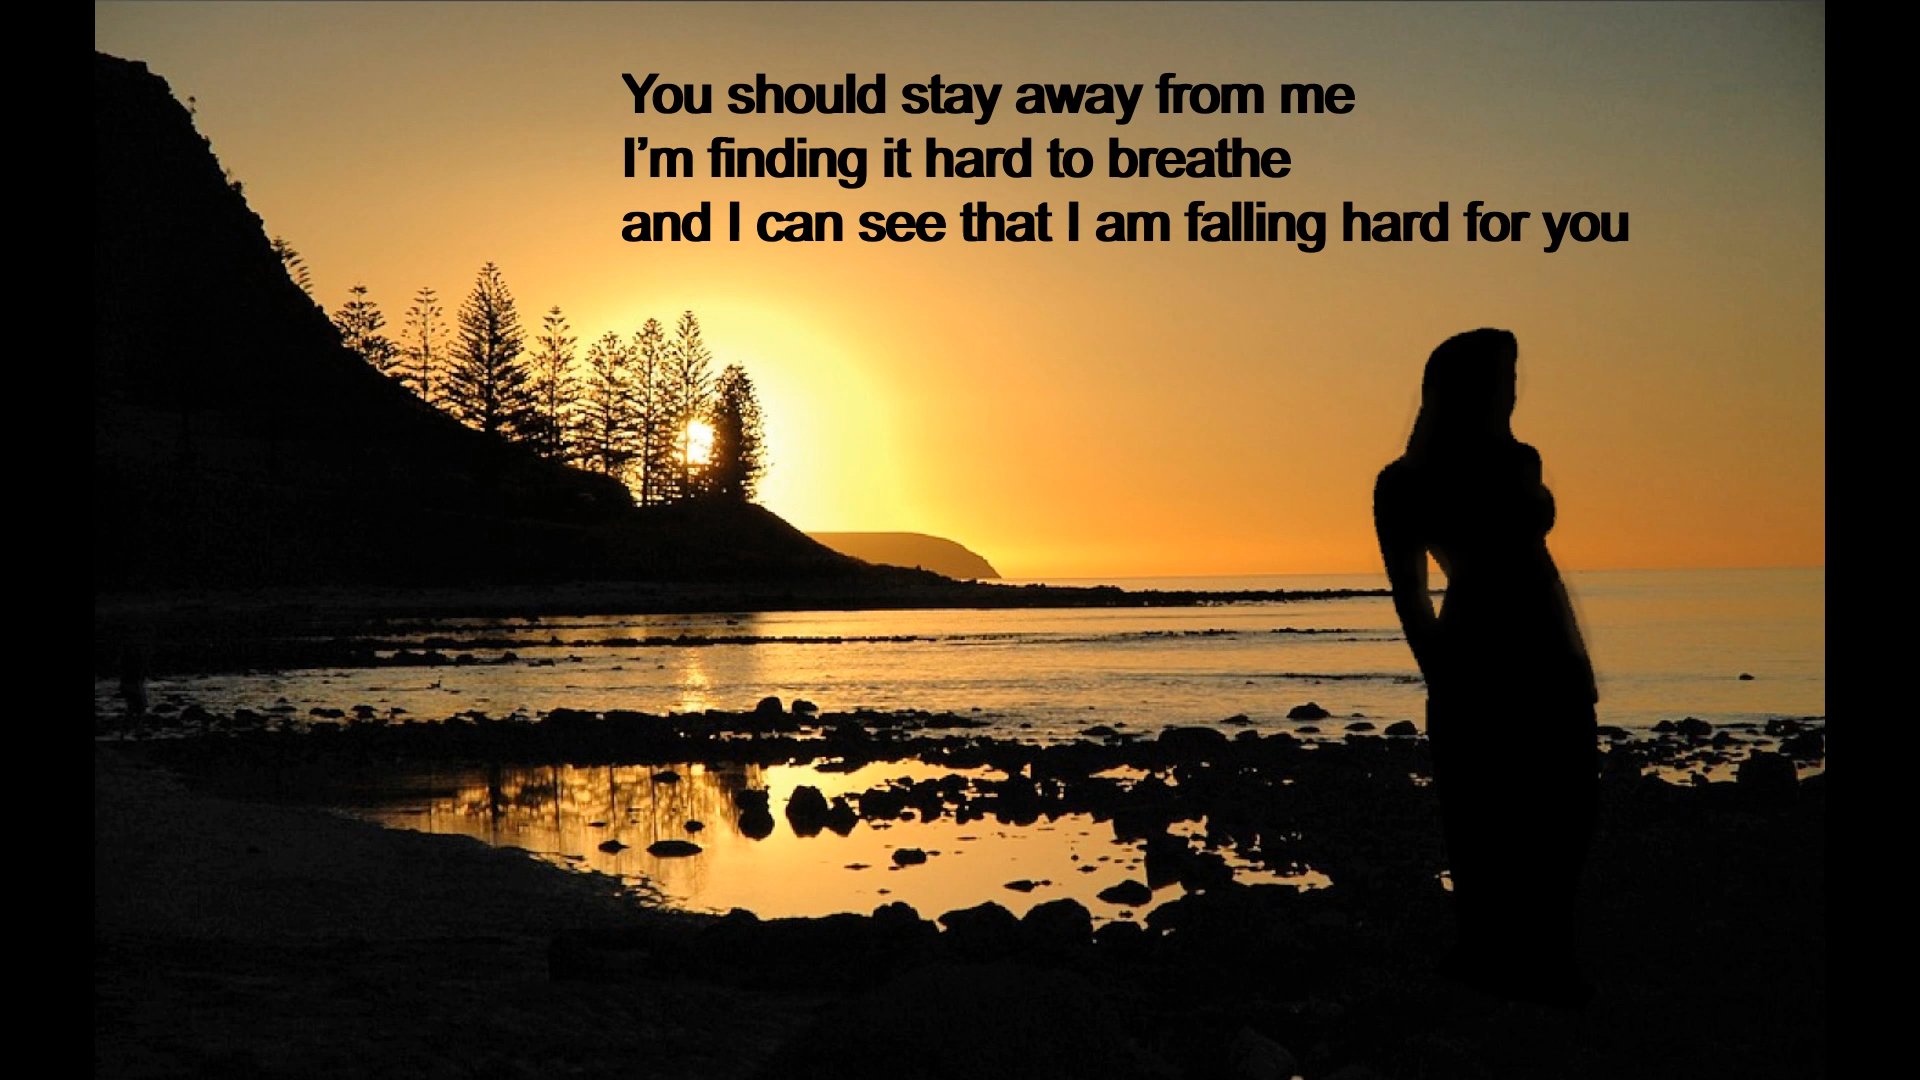 You should stay away from me
I’m finding it hard to breathe
and I can see that I am falling hard for you